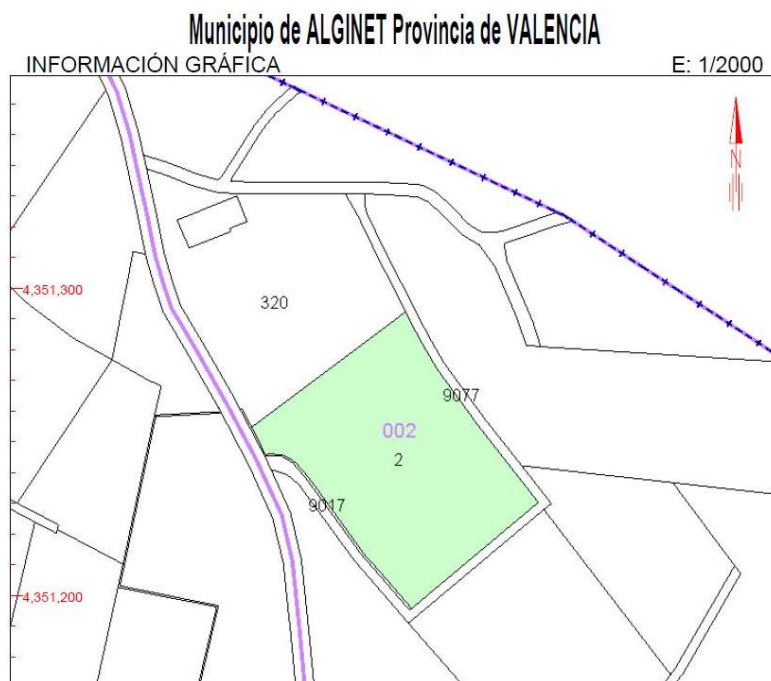 Municipio de ALGINET Provincia de VALENCIA
INFORMACIÓN GRÁFICA E: 1/2000
N
4,351,300
320
9077
002
2
9017
4,351,200